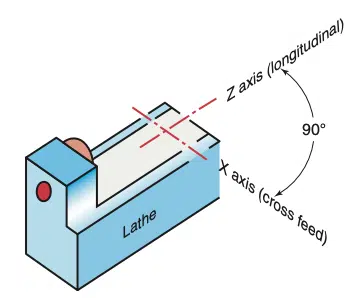 Z axis (longitudinal)
90°
X axis (cross feed)
Lathe